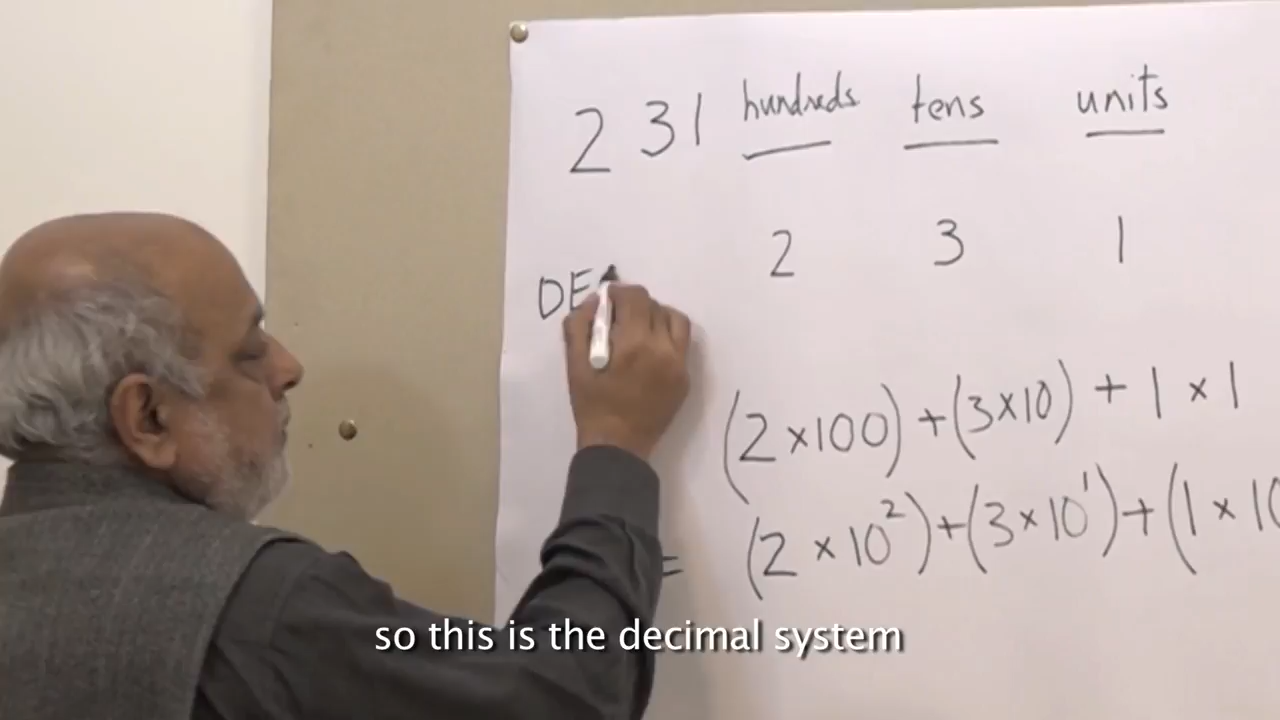 231 hundreds tens units
2 3 1
DE
(2×100) + (3×10) + 1 × 1
= (2 × 10²) + (3 × 10¹) + (1 × 10
so this is the decimal system